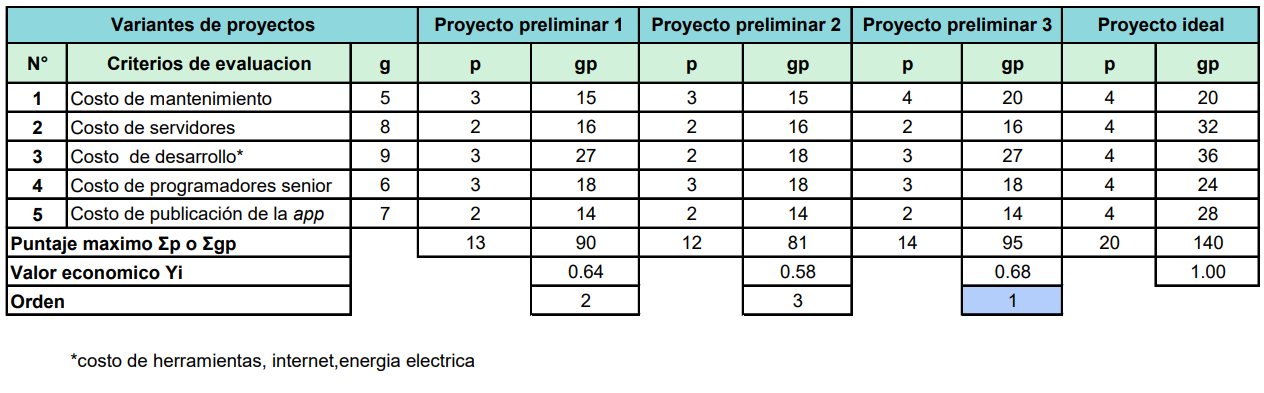 Variantes de proyectos Proyecto preliminar 1 Proyecto preliminar 2 Proyecto preliminar 3 Proyecto ideal
N° Criterios de evaluacion g p gp p gp p gp p gp
1 Costo de mantenimiento 5 3 15 3 15 4 20 4 20
2 Costo de servidores 8 2 16 2 16 2 16 4 32
3 Costo de desarrollo* 9 3 27 2 18 3 27 4 36
4 Costo de programadores senior 6 3 18 3 18 3 18 4 24
5 Costo de publicación de la app 7 2 14 2 14 2 14 4 28
Puntaje maximo Σp o Σgp 13 90 12 81 14 95 20 140
Valor economico Yi 0.64 0.58 0.68 1.00
Orden 2 3 1
*costo de herramientas, internet,energia electrica